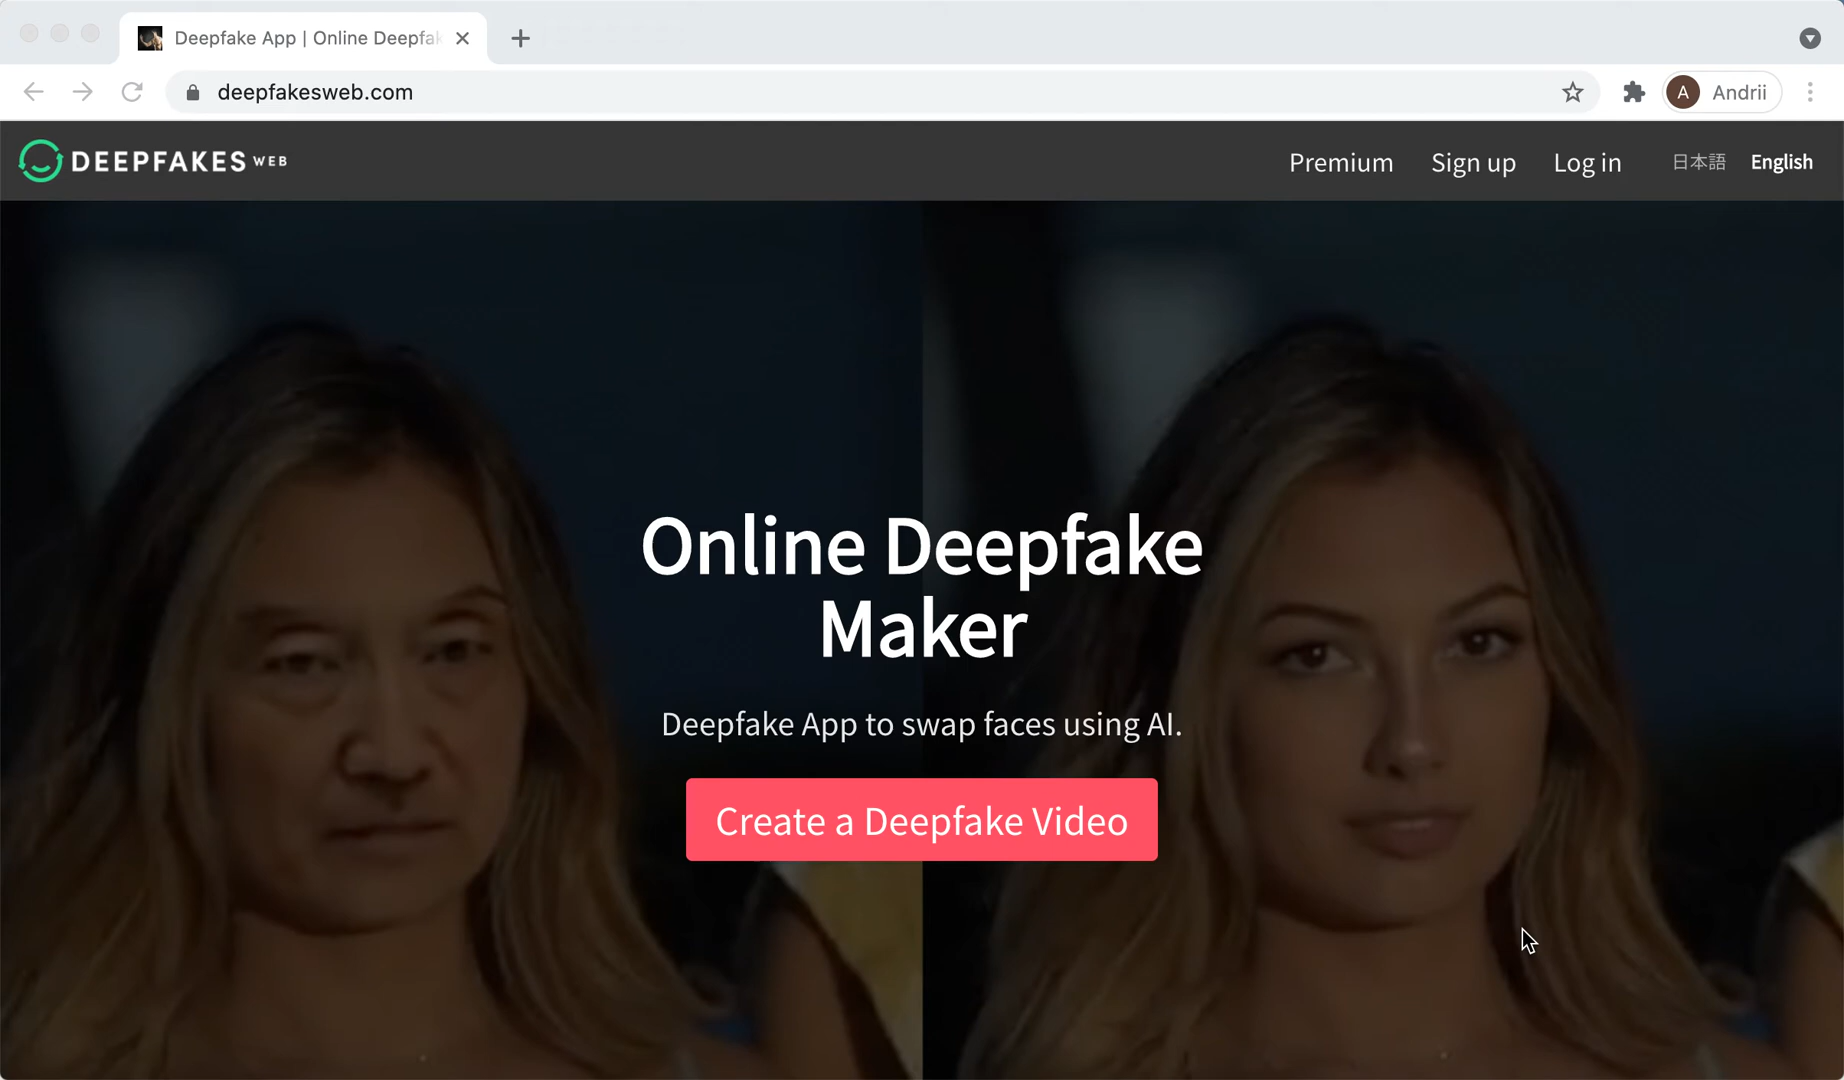 Deepfake App | Online Deepfak
deepfakesweb.com
A
Andrii
DEEPFAKES WEB
Premium
Sign up
Log in
日本語
English
Online Deepfake
Maker
Deepfake App to swap faces using AI.
Create a Deepfake Video